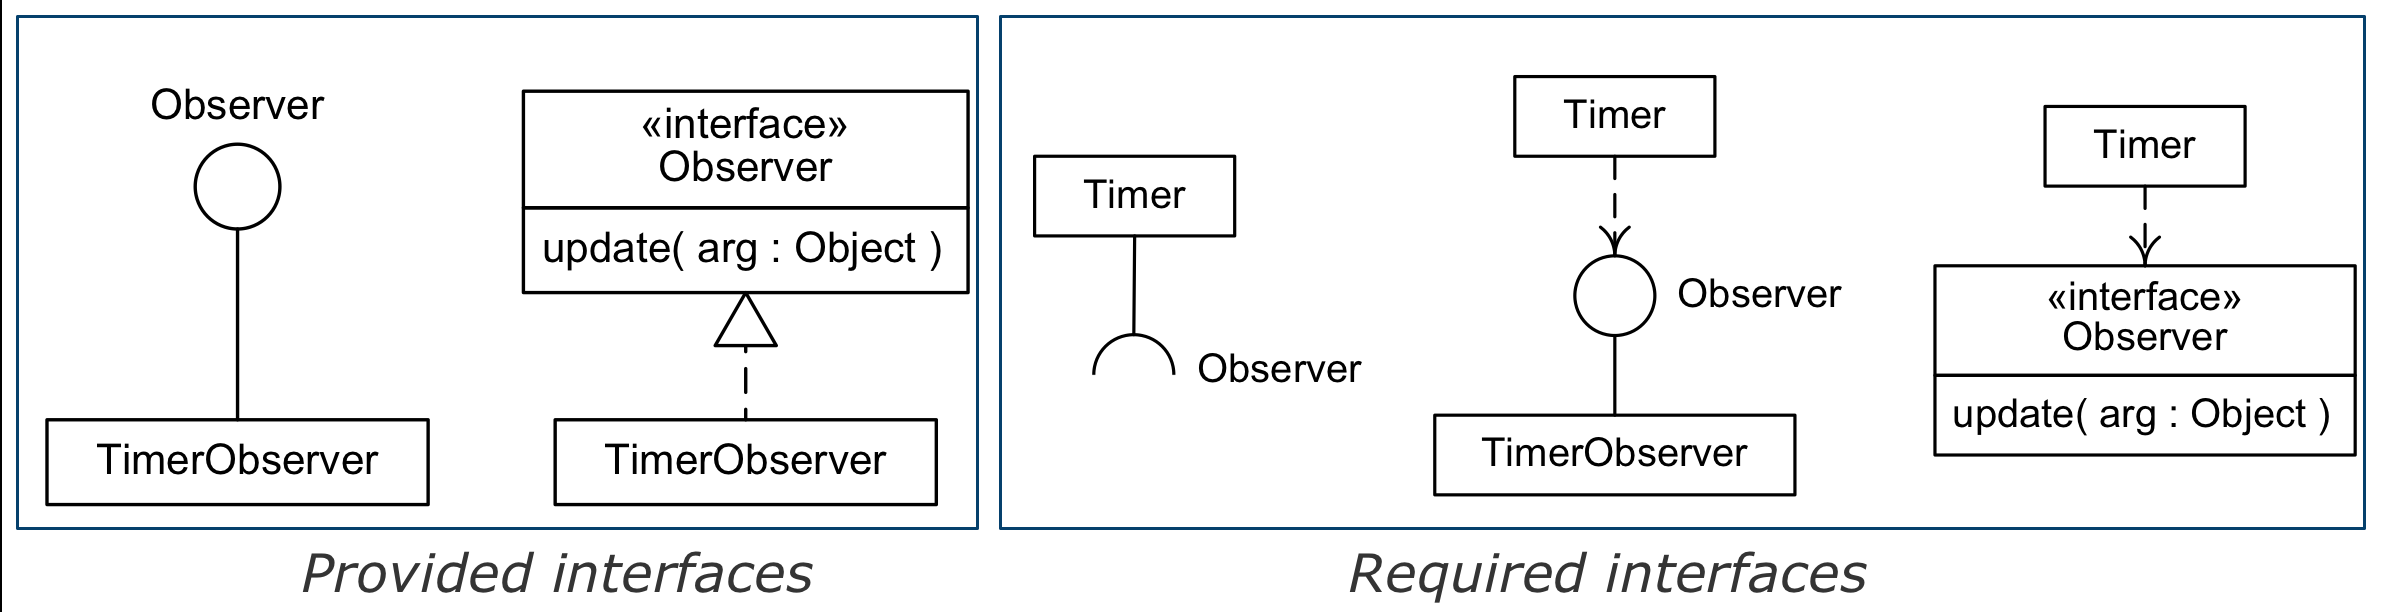 Observer
TimerObserver
«interface»
Observer
update( arg : Object )
TimerObserver
Provided interfaces
Timer
Observer
Timer
Observer
TimerObserver
Timer
«interface»
Observer
update( arg : Object )
Required interfaces